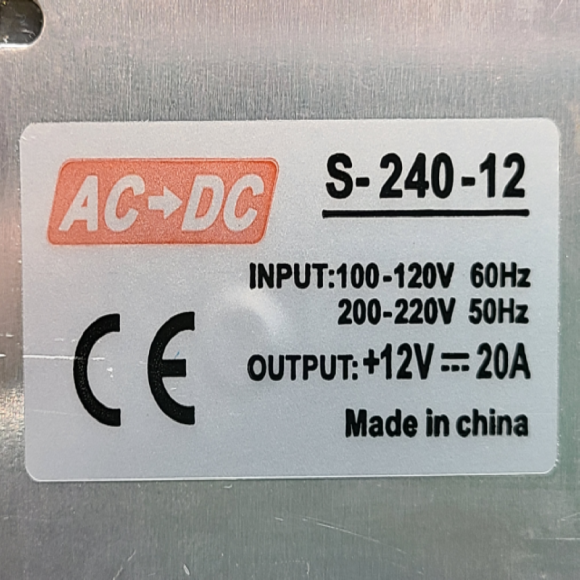 AC→DC
S-240-12
INPUT:100-120V 60Hz
200-220V 50Hz
CE
OUTPUT:+12V⎓20A
Made in china